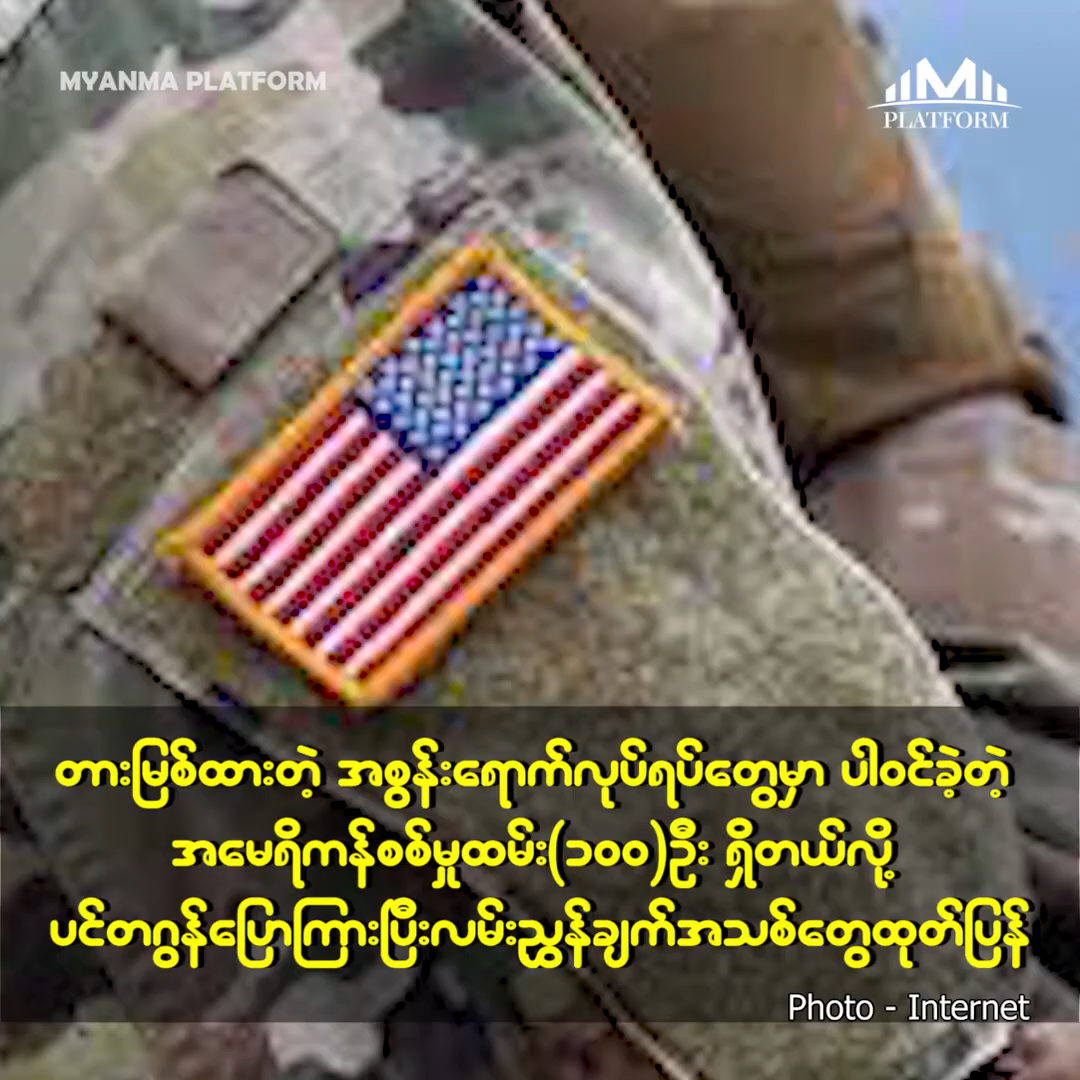 MYANMA PLATFORM
M
PLATFORM
တားမြစ်ထားတဲ့ အစွန်းရောက်လုပ်ရပ်တွေမှာ ပါဝင်ခဲ့တဲ့
အမေရိကန်စစ်မှုထမ်း(၁၀၀)ဦး ရှိတယ်လို့
ပင်တဂွန်ပြောကြားပြီးလမ်းညွှန်ချက်အသစ်တွေထုတ်ပြန်
Photo - Internet